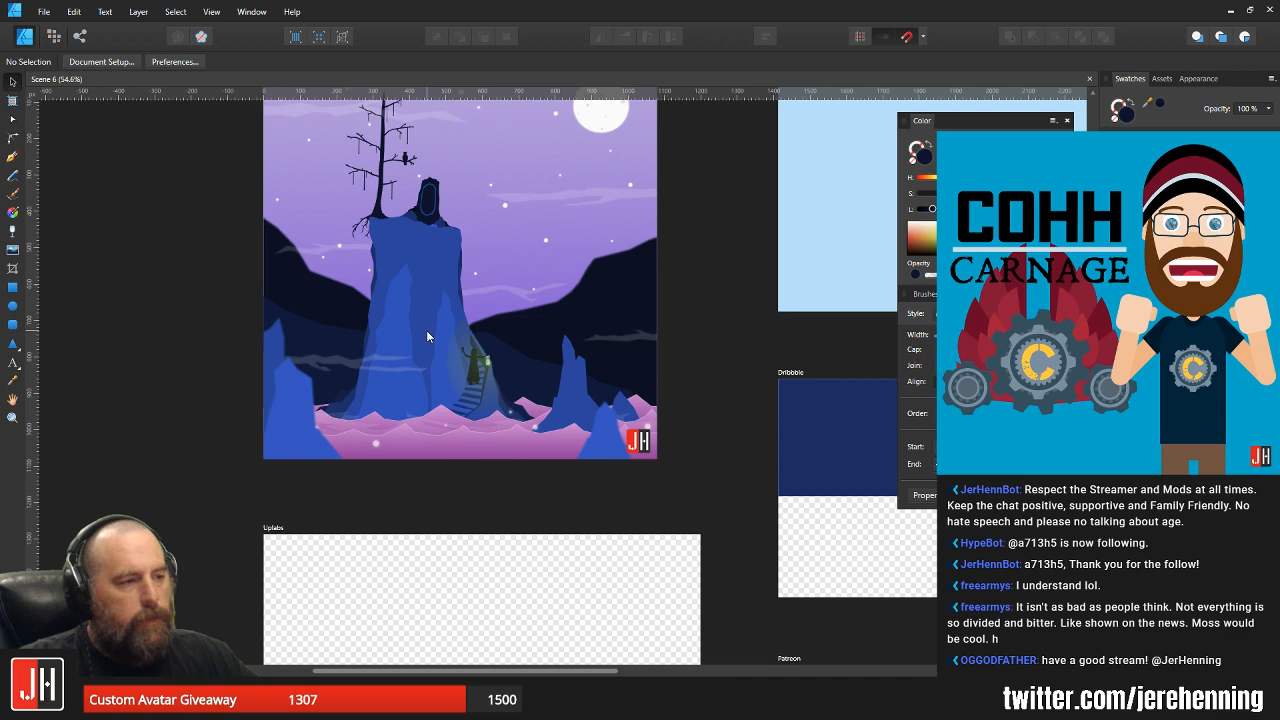 File Edit Text Layer Select View Window Help
No Selection Document Setup... Preferences...
Scene 6 (54.6%)
Swatches Assets Appearance
Opacity: 100 %
Color
H:
S:
L:
Opacity
Brushes
Style:
Width:
Cap:
Join:
Align:
Order:
Start:
End:
Proper
Dribbble
Uplabs
Patreon
JH
COHH
CARNAGE
C
C
JH
JerHennBot: Respect the Streamer and Mods at all times.
Keep the chat positive, supportive and Family Friendly. No
hate speech and please no talking about age.
HypeBot: @a713h5 is now following.
JerHennBot: a713h5, Thank you for the follow!
freearmys: I understand lol.
freearmys: It isn't as bad as people think. Not everything is
so divided and bitter. Like shown on the news. Moss would
be cool. h
OGGODFATHER: have a good stream! @JerHenning
JH
Custom Avatar Giveaway 1307 1500
twitter.com/jerehenning